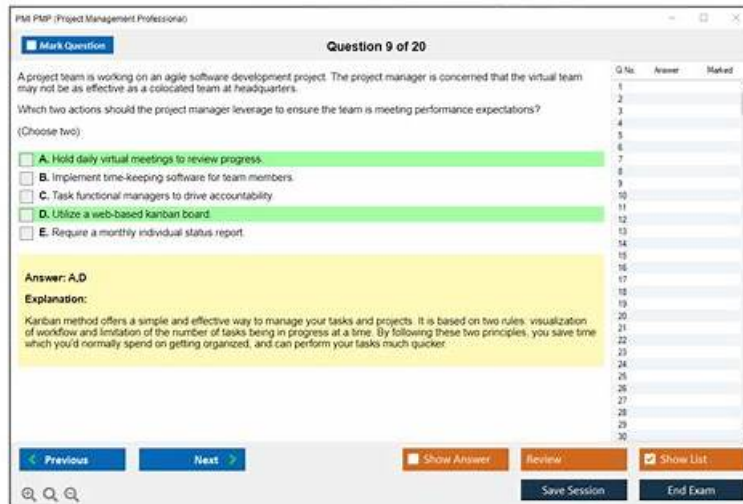 PMI PMP (Project Management Professional)
Mark Question
Question 9 of 20
A project team is working on an agile software development project. The project manager is concerned that the virtual team
may not be as effective as a colocated team at headquarters.
Which two actions should the project manager leverage to ensure the team is meeting performance expectations?
(Choose two)
A. Hold daily virtual meetings to review progress.
B. Implement time-keeping software for team members.
C. Task functional managers to drive accountability.
D. Utilize a web-based kanban board.
E. Require a monthly individual status report.
Answer: A,D
Explanation:
Kanban method offers a simple and effective way to manage your tasks and projects. It is based on two rules: visualization
of workflow and limitation of the number of tasks being in progress at a time. By following these two principles, you save time
which you'd normally spend on getting organized, and can perform your tasks much quicker.
Q No. Answer Marked
1
2
3
4
5
6
7
8
9
10
11
12
13
14
15
16
17
18
19
20
21
22
23
24
25
26
27
28
29
30
Previous
Next
Show Answer
Review
Show List
Save Session
End Exam